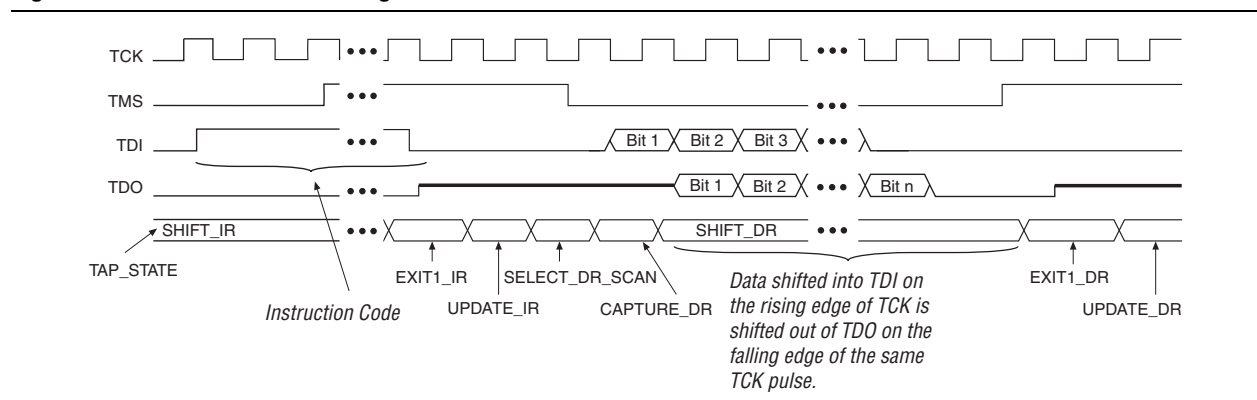 TCK
TMS
TDI
Bit 1 Bit 2 Bit 3
TDO
Bit 1 Bit 2 Bit n
SHIFT_IR SHIFT_DR
TAP_STATE
EXIT1_IR SELECT_DR_SCAN EXIT1_DR
Instruction Code
UPDATE_IR CAPTURE_DR UPDATE_DR
Data shifted into TDI on
the rising edge of TCK is
shifted out of TDO on the
falling edge of the same
TCK pulse.